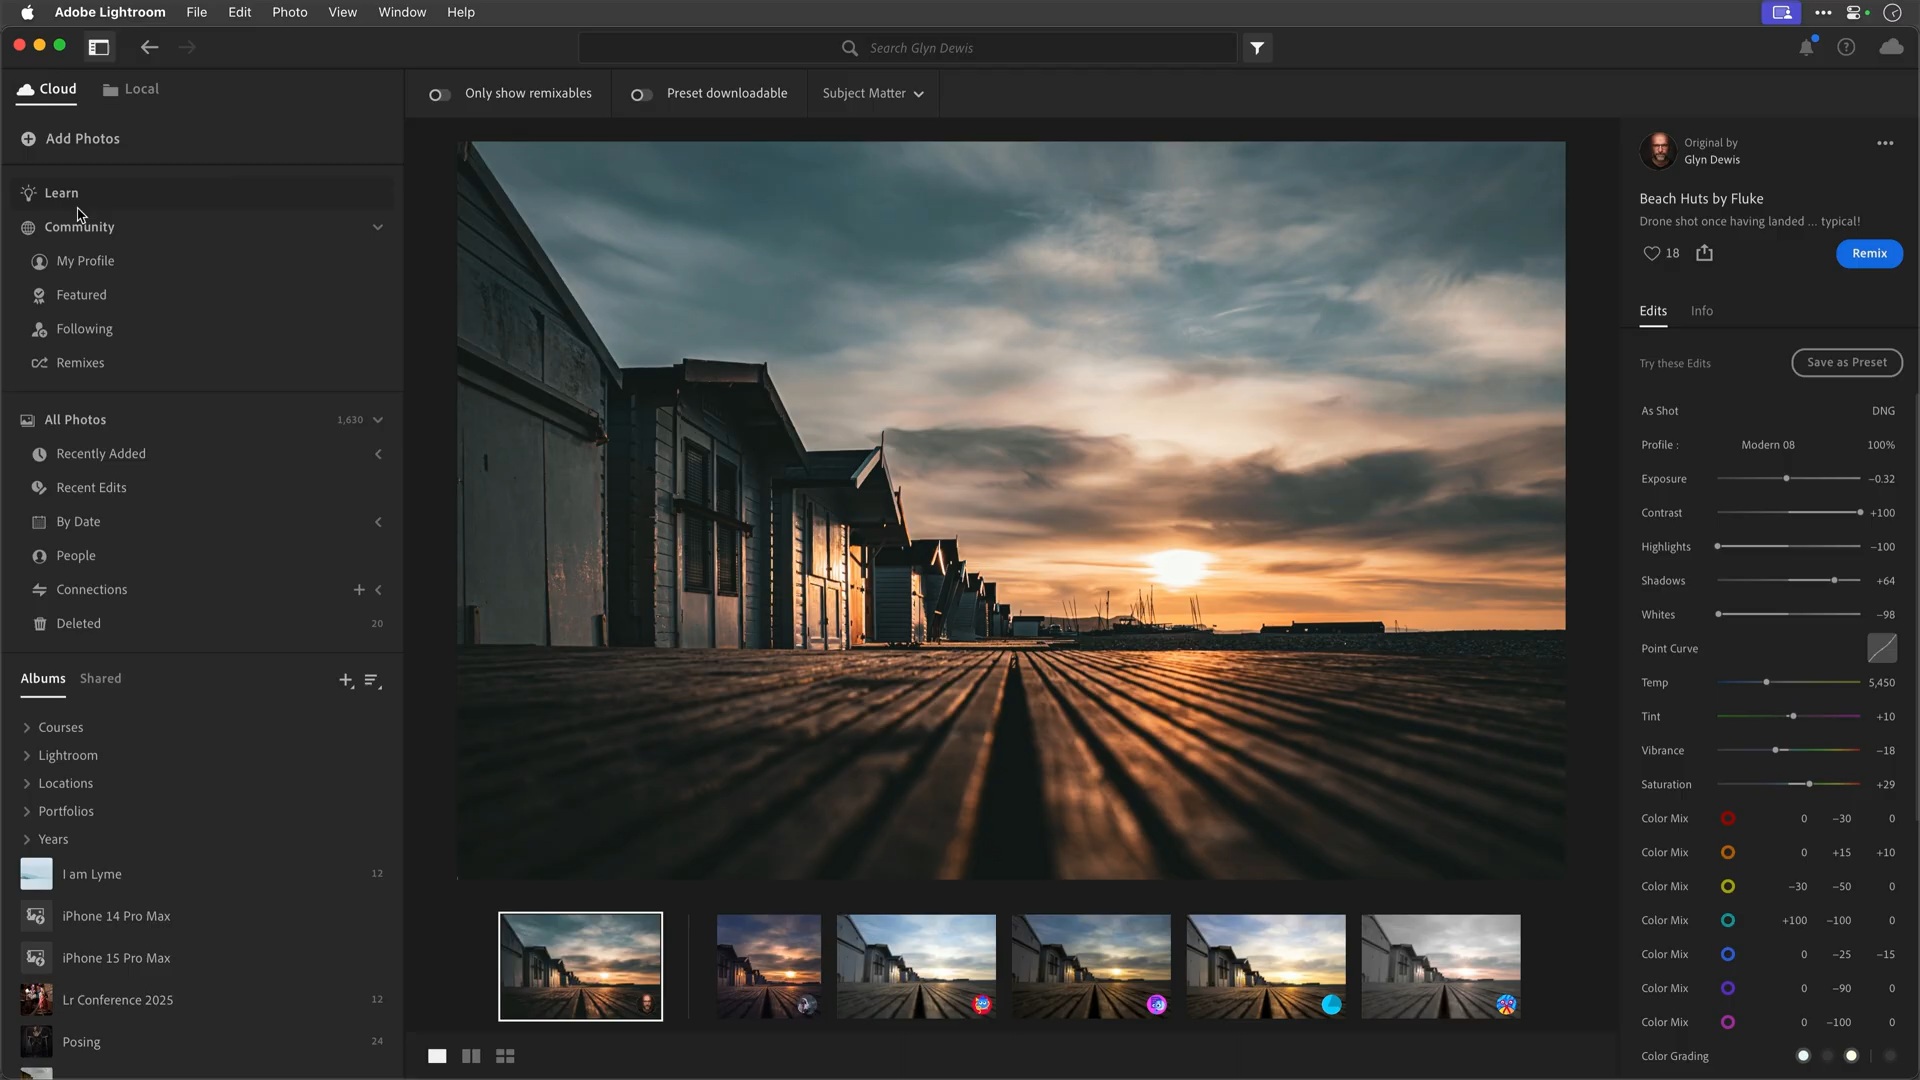 Adobe Lightroom File Edit Photo View Window Help
Search Glyn Dewis
Cloud Local
Only show remixables Preset downloadable Subject Matter
Add Photos
Learn
Community
My Profile
Featured
Following
Remixes
All Photos 1,630
Recently Added
Recent Edits
By Date
People
Connections
Deleted 20
Albums Shared
Courses
Lightroom
Locations
Portfolios
Years
I am Lyme 12
iPhone 14 Pro Max
iPhone 15 Pro Max
Lr Conference 2025 12
Posing 24
Original by
Glyn Dewis
Beach Huts by Fluke
Drone shot once having landed ... typical!
18 Remix
Edits Info
Try these Edits Save as Preset
As Shot DNG
Profile : Modern 08 100%
Exposure −0.32
Contrast +100
Highlights −100
Shadows +64
Whites −98
Point Curve
Temp 5,450
Tint +10
Vibrance −18
Saturation +29
Color Mix 0 −30 0
Color Mix 0 +15 +10
Color Mix −30 −50 0
Color Mix +100 −100 0
Color Mix 0 −25 −15
Color Mix 0 −90 0
Color Mix 0 −100 0
Color Grading